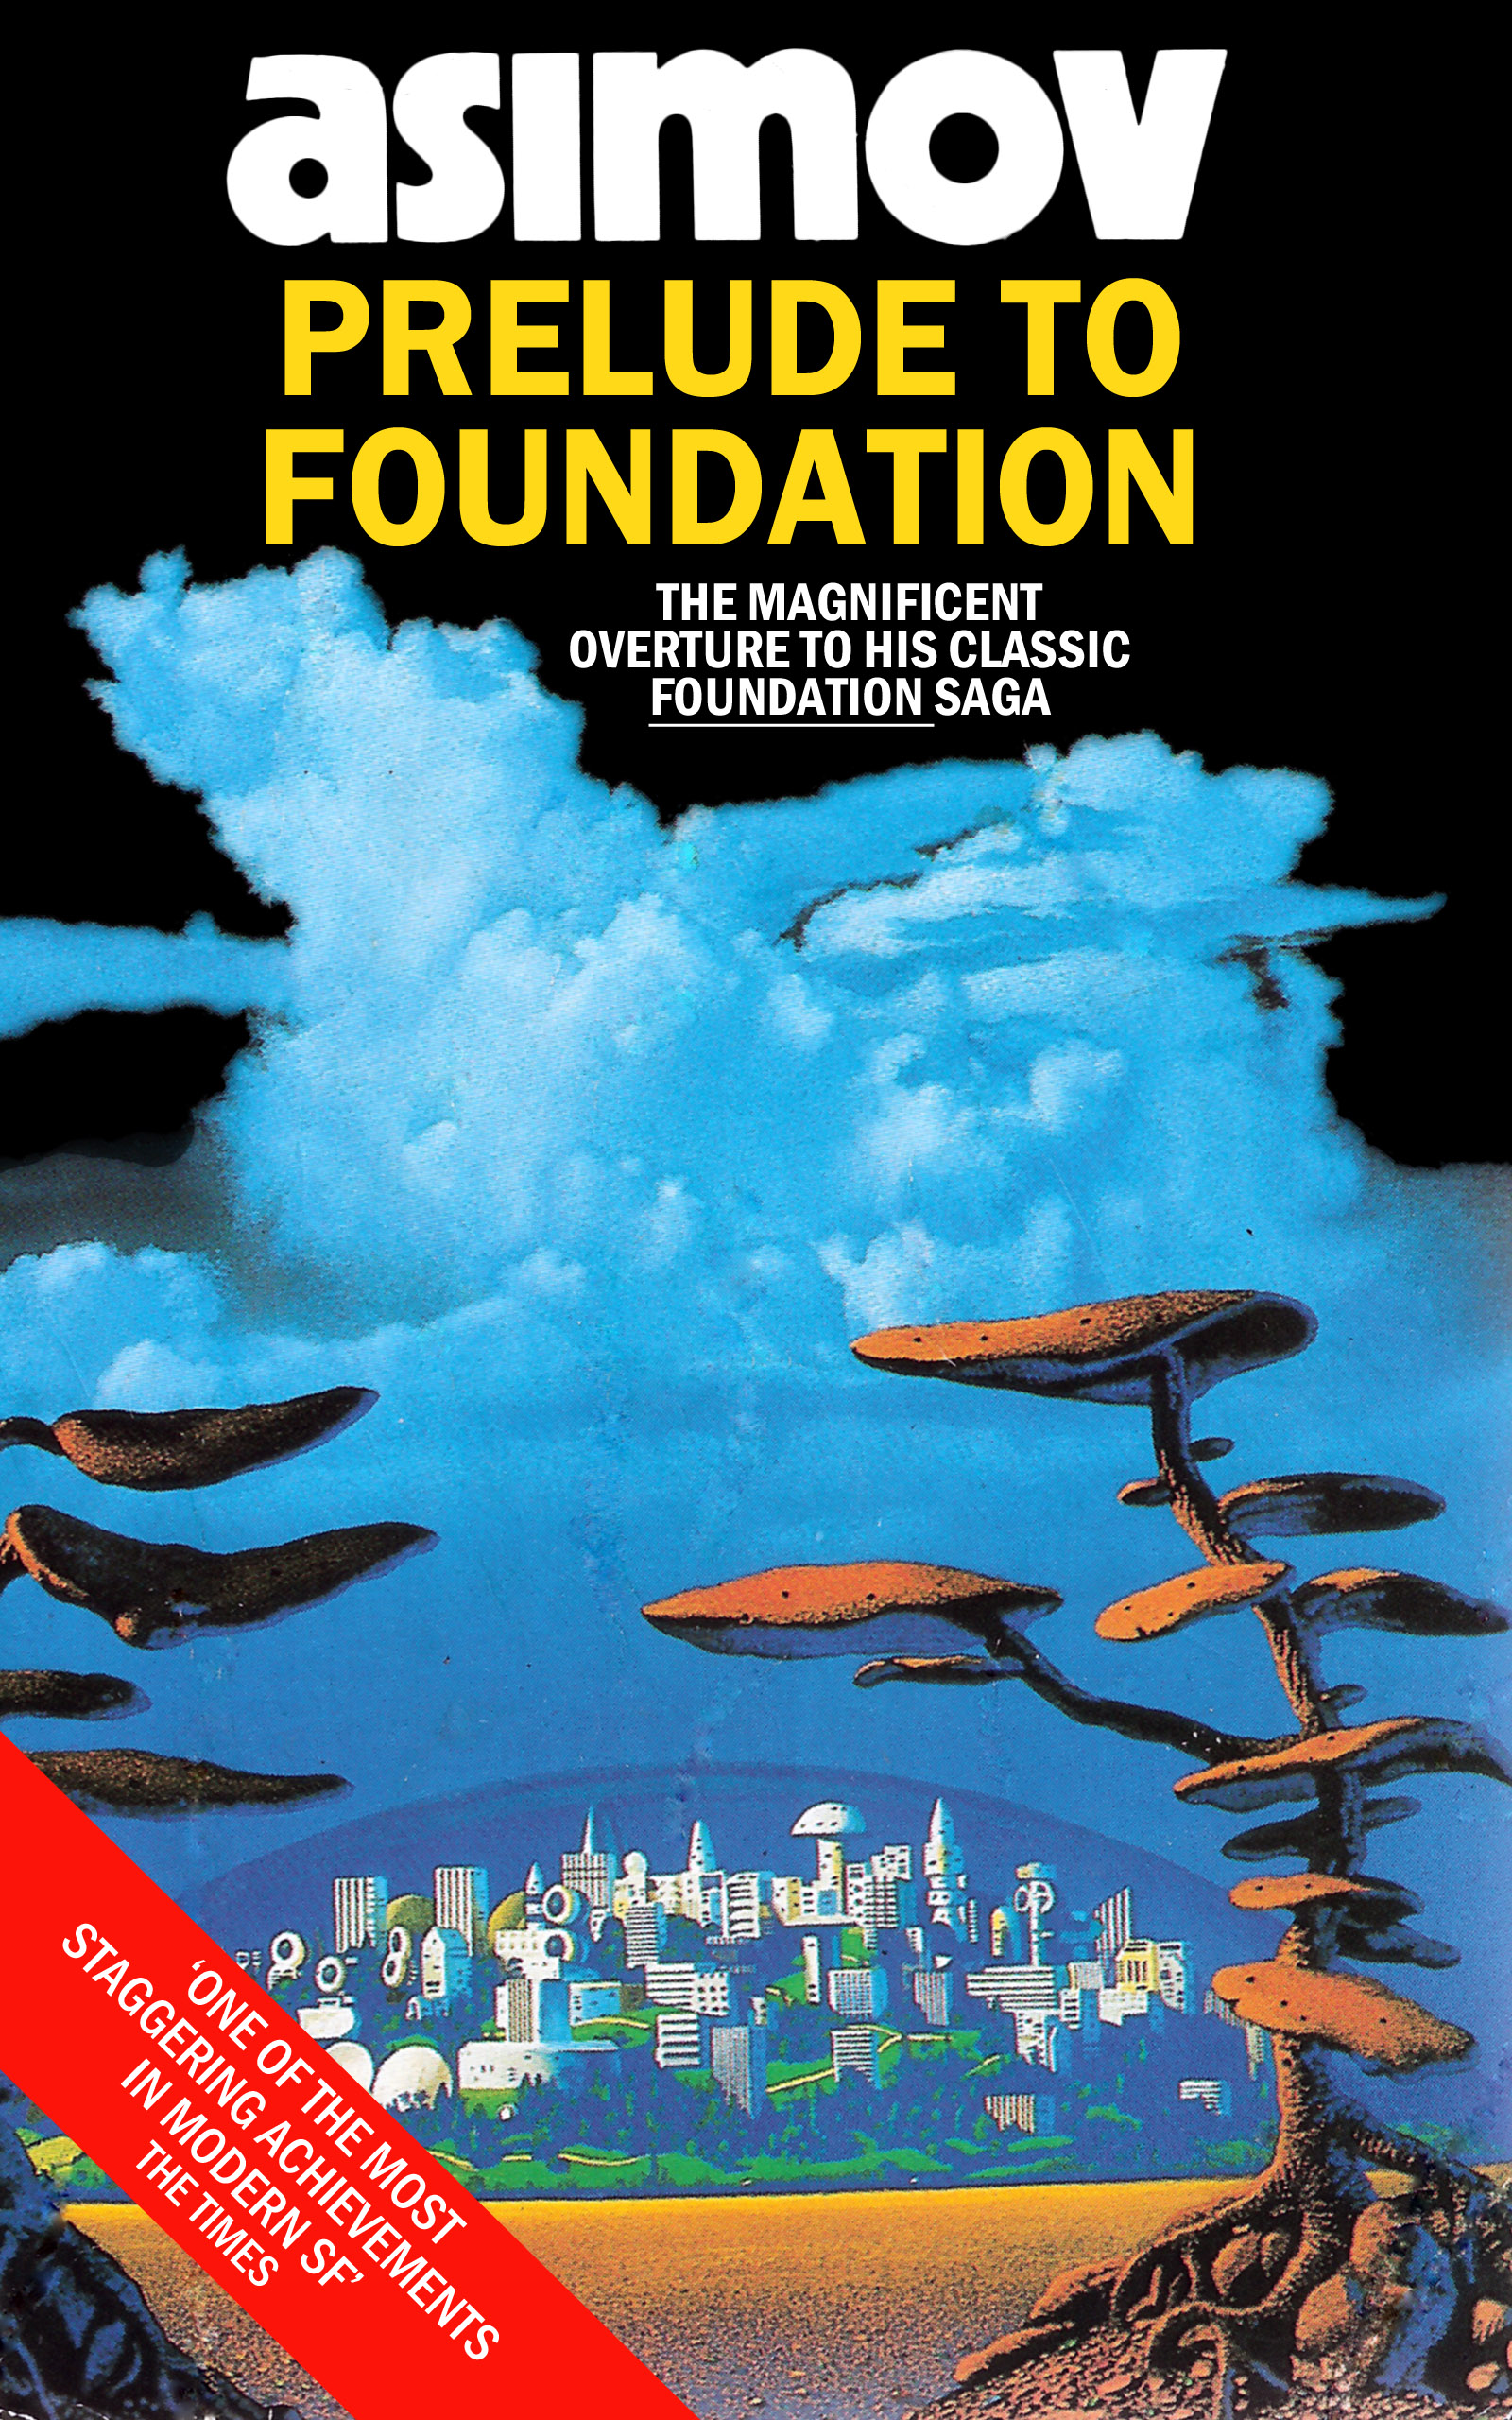 asimov
PRELUDE TO
FOUNDATION
THE MAGNIFICENT
OVERTURE TO HIS CLASSIC
FOUNDATION SAGA
‘ONE OF THE MOST
STAGGERING ACHIEVEMENTS
IN MODERN SF’
THE TIMES